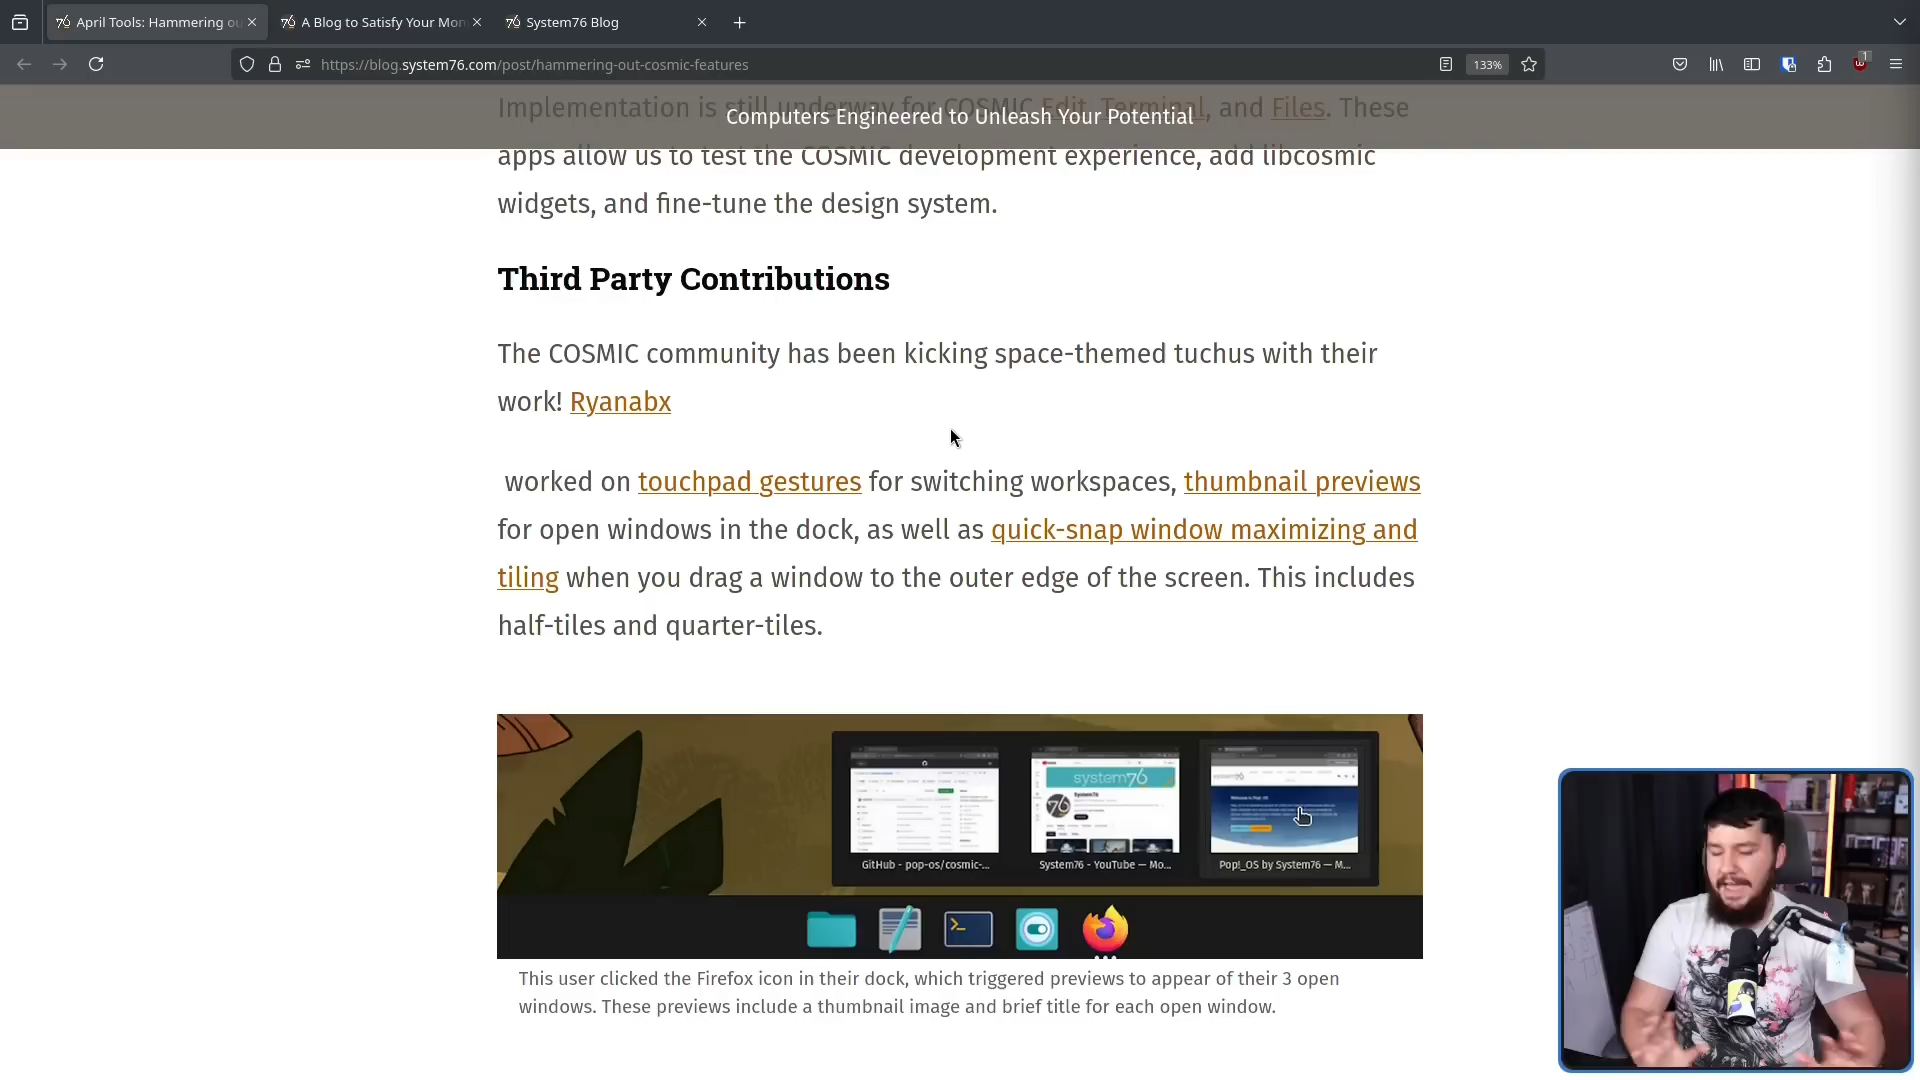 April Tools: Hammering ou
A Blog to Satisfy Your Mon
System76 Blog
https://blog.system76.com/post/hammering-out-cosmic-features
133%
1
Implementation is still underway for COSMIC Edit, Terminal, and Files. These
Computers Engineered to Unleash Your Potential
apps allow us to test the COSMIC development experience, add libcosmic
widgets, and fine-tune the design system.
Third Party Contributions
The COSMIC community has been kicking space-themed tuchus with their
work! Ryanabx
worked on touchpad gestures for switching workspaces, thumbnail previews
for open windows in the dock, as well as quick-snap window maximizing and
tiling when you drag a window to the outer edge of the screen. This includes
half-tiles and quarter-tiles.
system76
System76
76
GitHub - pop-os/cosmic-...
System76 - YouTube — Mo...
Pop!_OS by System76 — M...
This user clicked the Firefox icon in their dock, which triggered previews to appear of their 3 open
windows. These previews include a thumbnail image and brief title for each open window.